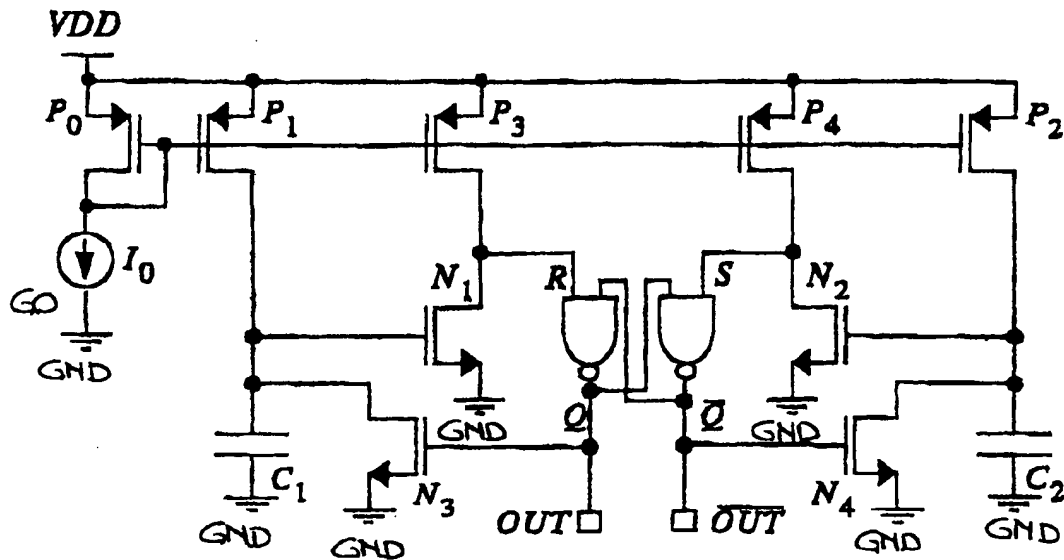 VDD
P0 P1 P3 P4 P2
I0
GO
GND
N1 R S N2
GND
Q Q̅
GND
C1
GND
N3
GND
OUT
O̅U̅T̅
N4
GND
C2
GND